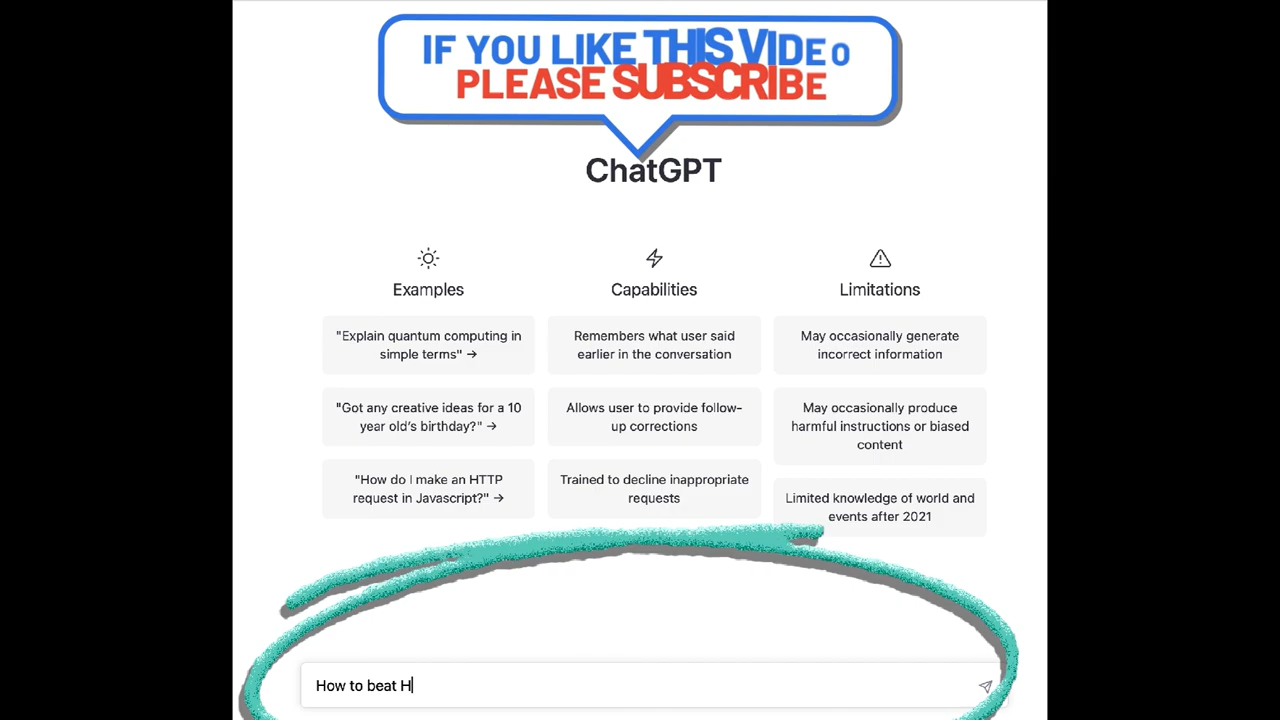 IF YOU LIKE THIS VIDEO
PLEASE SUBSCRIBE
ChatGPT
Examples
"Explain quantum computing in
simple terms" →
"Got any creative ideas for a 10
year old's birthday?" →
"How do I make an HTTP
request in Javascript?" →
Capabilities
Remembers what user said
earlier in the conversation
Allows user to provide follow-
up corrections
Trained to decline inappropriate
requests
Limitations
May occasionally generate
incorrect information
May occasionally produce
harmful instructions or biased
content
Limited knowledge of world and
events after 2021
How to beat H